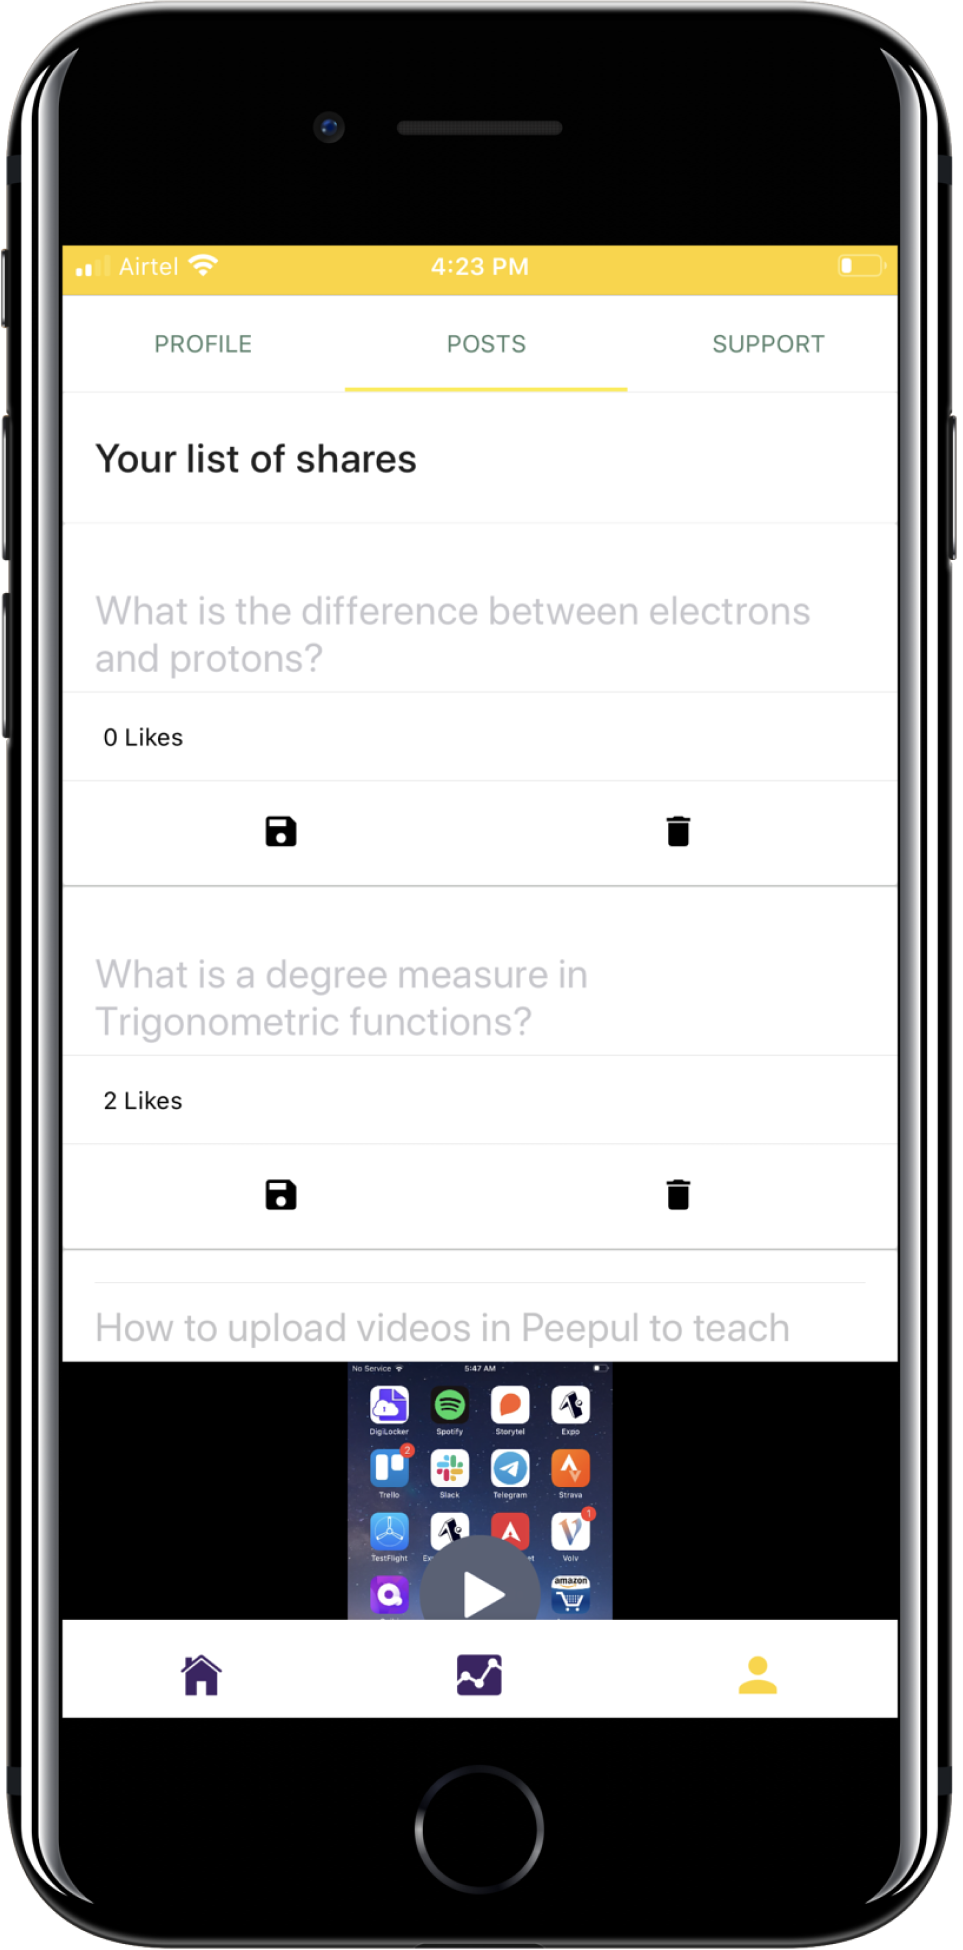 Airtel 4:23 PM
PROFILE POSTS SUPPORT
Your list of shares
What is the difference between electrons
and protons?
0 Likes
What is a degree measure in
Trigonometric functions?
2 Likes
How to upload videos in Peepul to teach
No Service 5:47 AM
DigiLocker Spotify Storytel Expo
2 1
Trello Slack Telegram Strava
TestFlight Volv
amazon